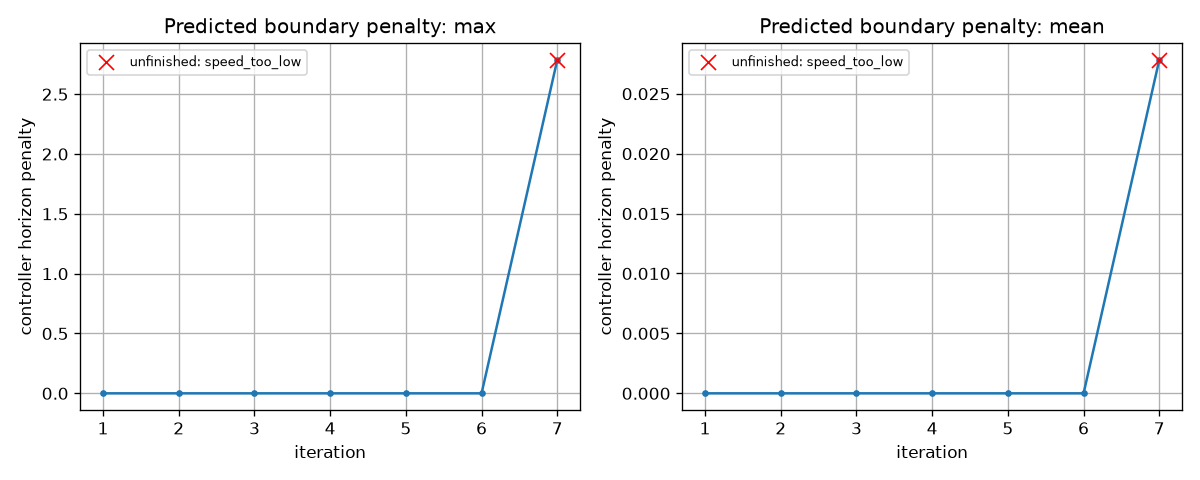 Predicted boundary penalty: max
unfinished: speed_too_low
controller horizon penalty
2.5
2.0
1.5
1.0
0.5
0.0
1 2 3 4 5 6 7
iteration
Predicted boundary penalty: mean
unfinished: speed_too_low
controller horizon penalty
0.025
0.020
0.015
0.010
0.005
0.000
1 2 3 4 5 6 7
iteration